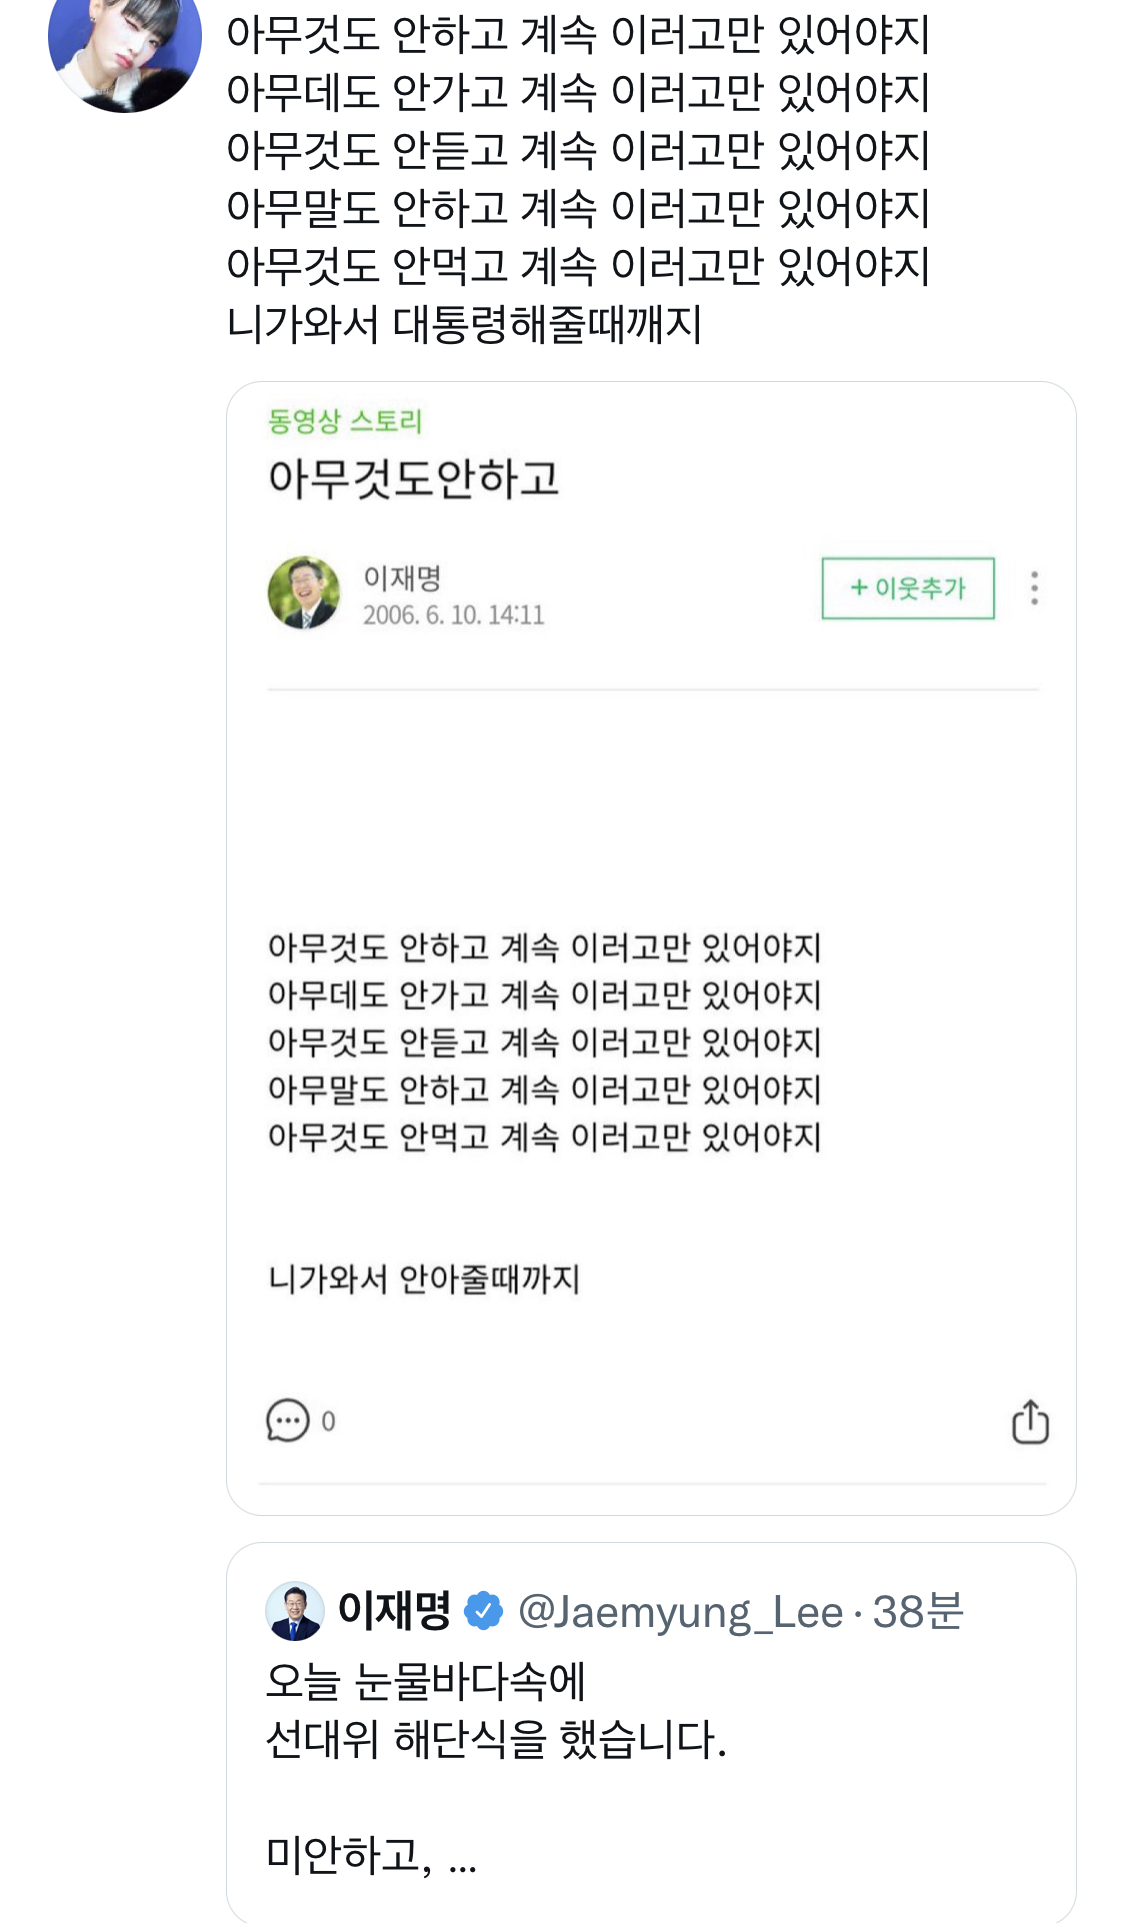 아무것도 안하고 계속 이러고만 있어야지
아무데도 안가고 계속 이러고만 있어야지
아무것도 안듣고 계속 이러고만 있어야지
아무말도 안하고 계속 이러고만 있어야지
아무것도 안먹고 계속 이러고만 있어야지
니가와서 대통령해줄때깨지
동영상 스토리
아무것도안하고
이재명
2006. 6. 10. 14:11
+ 이웃추가
아무것도 안하고 계속 이러고만 있어야지
아무데도 안가고 계속 이러고만 있어야지
아무것도 안듣고 계속 이러고만 있어야지
아무말도 안하고 계속 이러고만 있어야지
아무것도 안먹고 계속 이러고만 있어야지
니가와서 안아줄때까지
0
이재명 @Jaemyung_Lee · 38분
오늘 눈물바다속에
선대위 해단식을 했습니다.
미안하고, ...